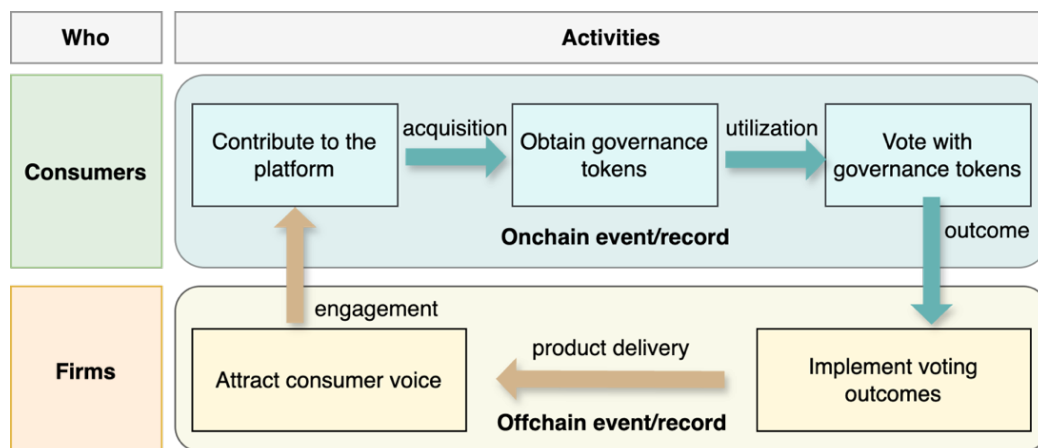 Who
Activities
Consumers
Contribute to the
platform
acquisition
Obtain governance
tokens
utilization
Vote with
governance tokens
Onchain event/record
outcome
engagement
Firms
Attract consumer voice
product delivery
Implement voting
outcomes
Offchain event/record